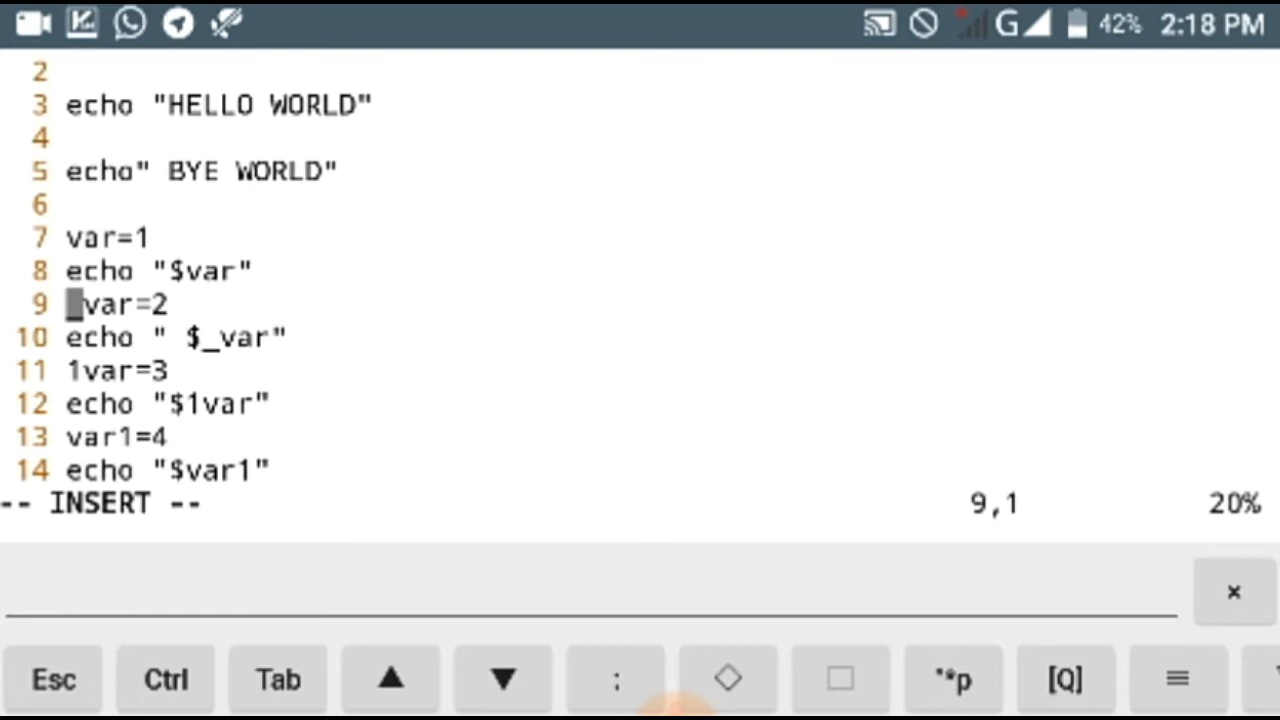 G 42% 2:18 PM
2
3 echo "HELLO WORLD"
4
5 echo" BYE WORLD"
6
7 var=1
8 echo "$var"
9 _var=2
10 echo " $_var"
11 1var=3
12 echo "$1var"
13 var1=4
14 echo "$var1"
-- INSERT -- 9,1 20%
×
Esc Ctrl Tab ▲ ▼ : ◇ □ "*p [Q] ≡